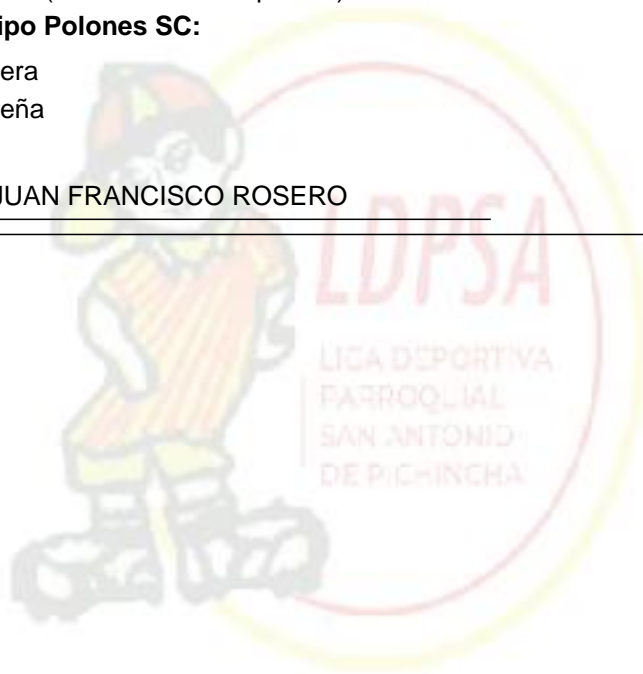 ipo Polones SC:
era
eña
JUAN FRANCISCO ROSERO
LDPSA
LIGA DEPORTIVA
PARROQUIAL
SAN ANTONIO
DE PICHINCHA